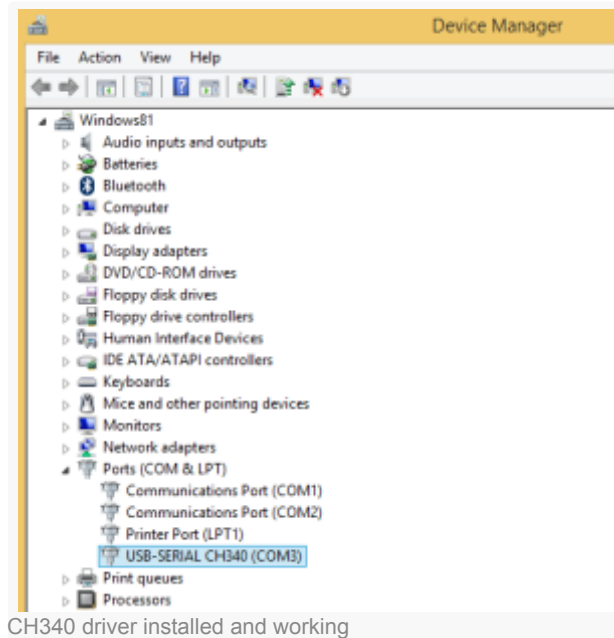 Device Manager
File Action View Help
Windows81
Audio inputs and outputs
Batteries
Bluetooth
Computer
Disk drives
Display adapters
DVD/CD-ROM drives
Floppy disk drives
Floppy drive controllers
Human Interface Devices
IDE ATA/ATAPI controllers
Keyboards
Mice and other pointing devices
Monitors
Network adapters
Ports (COM & LPT)
Communications Port (COM1)
Communications Port (COM2)
Printer Port (LPT1)
USB-SERIAL CH340 (COM3)
Print queues
Processors
CH340 driver installed and working